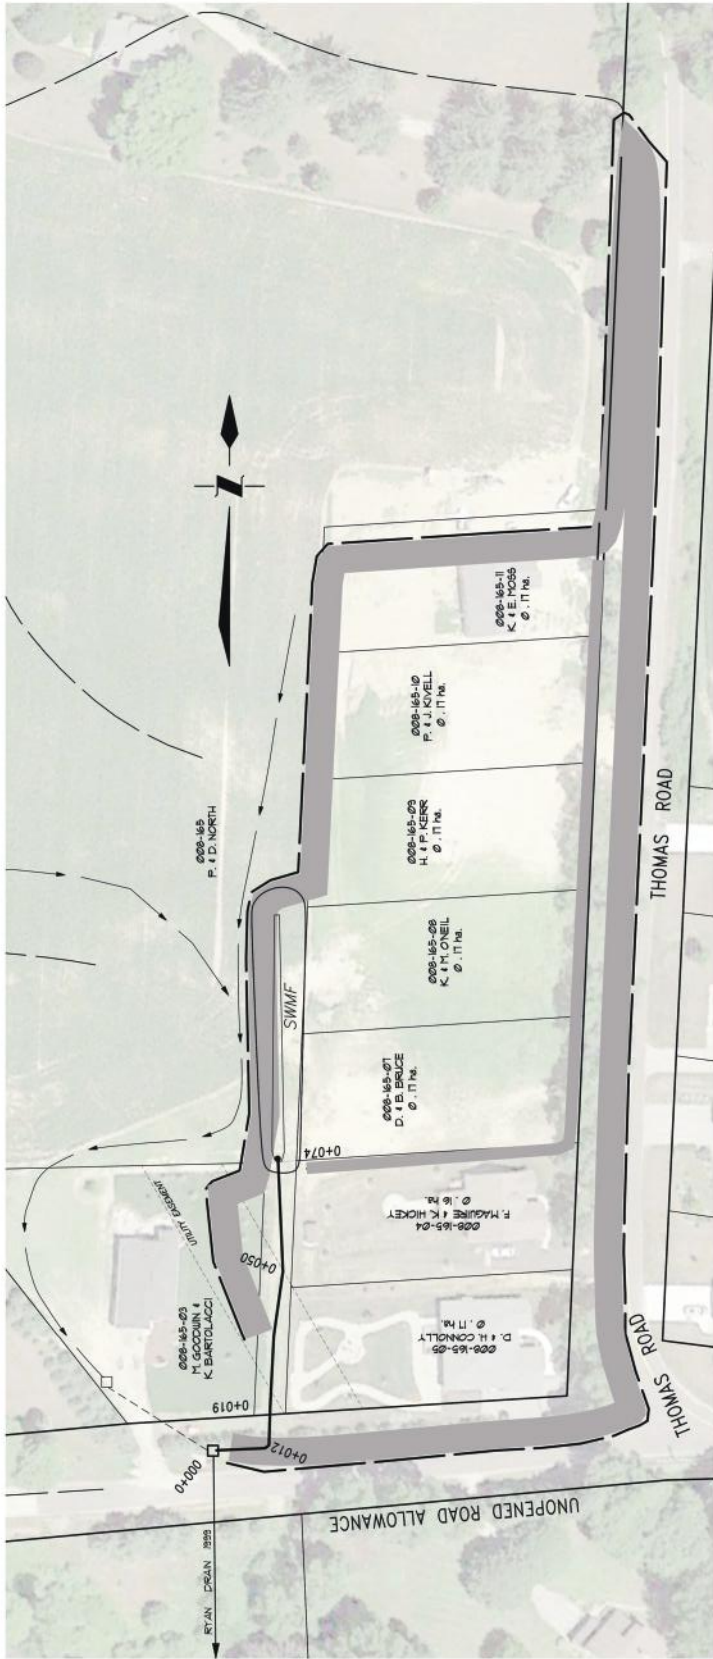 N
008-165
P. & D. NORTH
008-165-11
K. & E. MOSS
0.17 ha.
008-165-10
P. & J. KIVELL
0.17 ha.
008-165-09
H. & P. KERR
0.17 ha.
008-165-08
K. & M. O'NEIL
0.17 ha.
008-165-07
D. & B. BRUCE
0.17 ha.
SWMF
0+074
THOMAS ROAD
UTILITY EASEMENT
008-165-03
M. GOODWIN &
K. BARTOLACCI
0+050
008-165-04
F. MAGUIRE & K. HICKEY
0.16 ha.
008-165-05
D. & H. CONNOLLY
0.17 ha.
0+019
0+012
0+000
THOMAS ROAD
UNOPENED ROAD ALLOWANCE
RYAN DRAIN 1999